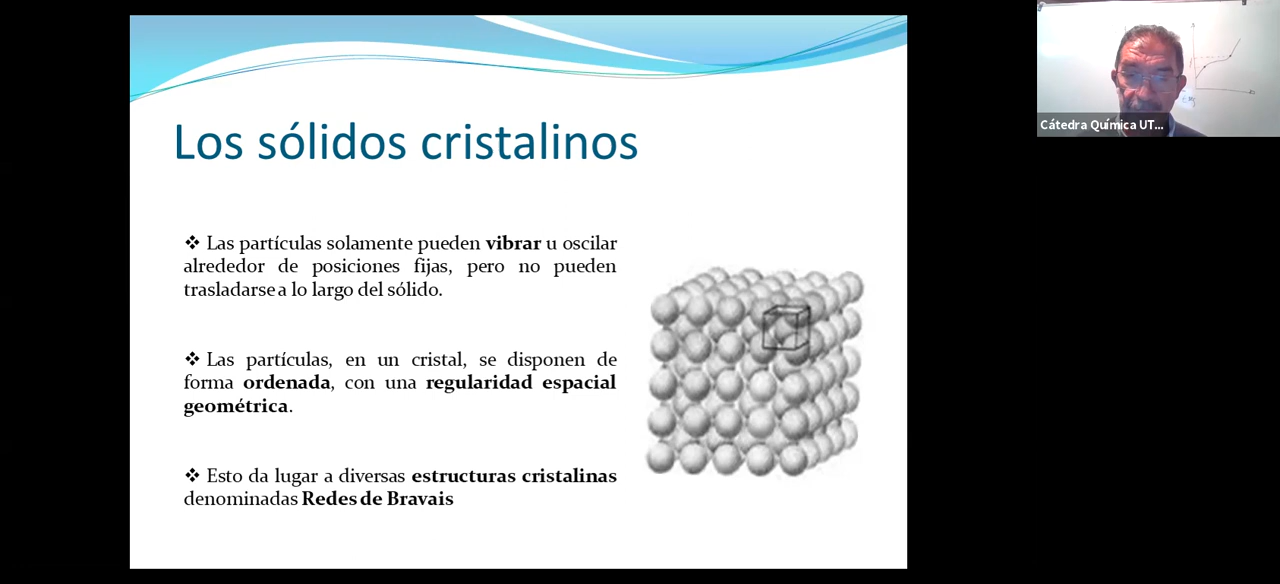 Los sólidos cristalinos
❖ Las partículas solamente pueden vibrar u oscilar
alrededor de posiciones fijas, pero no pueden
trasladarse a lo largo del sólido.
❖ Las partículas, en un cristal, se disponen de
forma ordenada, con una regularidad espacial
geométrica.
❖ Esto da lugar a diversas estructuras cristalinas
denominadas Redes de Bravais
Cátedra Química UT...